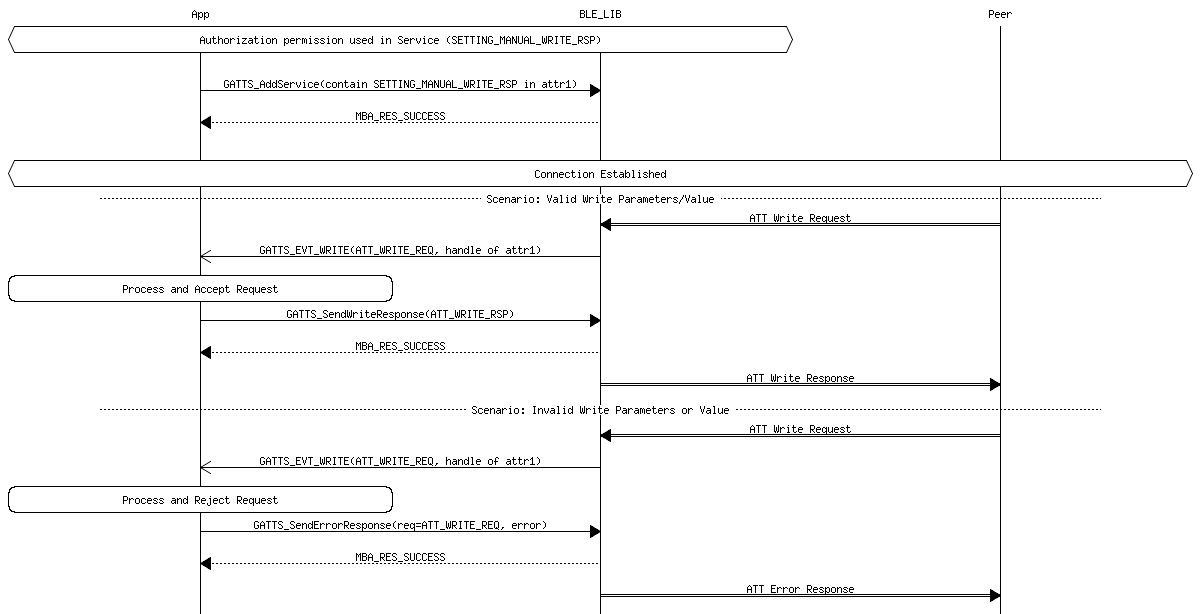 App BLE_LIB Peer
Authorization permission used in Service (SETTING_MANUAL_WRITE_RSP)
GATTS_AddService(contain SETTING_MANUAL_WRITE_RSP in attr1)
MBA_RES_SUCCESS
Connection Established
Scenario: Valid Write Parameters/Value
ATT Write Request
GATTS_EVT_WRITE(ATT_WRITE_REQ, handle of attr1)
Process and Accept Request
GATTS_SendWriteResponse(ATT_WRITE_RSP)
MBA_RES_SUCCESS
ATT Write Response
Scenario: Invalid Write Parameters or Value
ATT Write Request
GATTS_EVT_WRITE(ATT_WRITE_REQ, handle of attr1)
Process and Reject Request
GATTS_SendErrorResponse(req=ATT_WRITE_REQ, error)
MBA_RES_SUCCESS
ATT Error Response